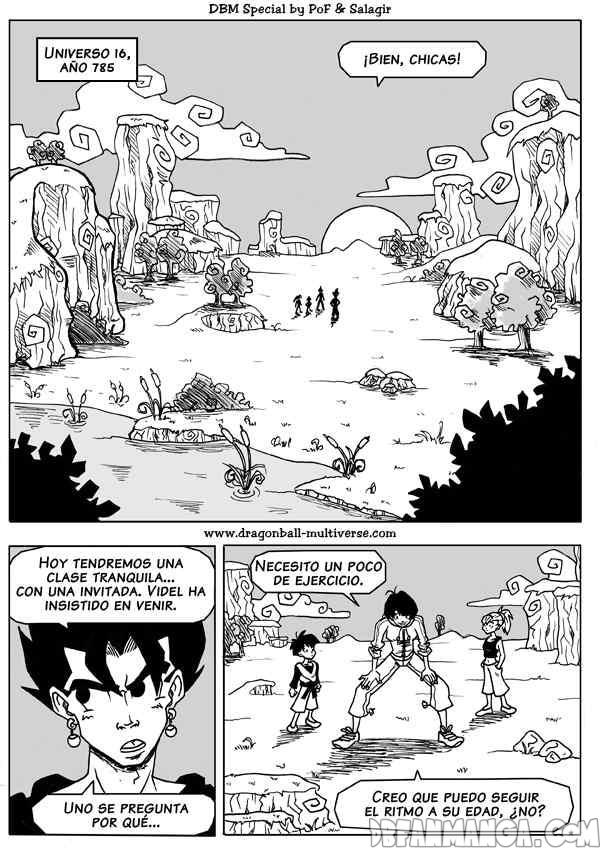 DBM Special by PoF & Salagir
Universo 16,
año 785
¡Bien, chicas!
www.dragonball-multiverse.com
Hoy tendremos una
clase tranquila...
con una invitada. Videl ha
insistido en venir.
Uno se pregunta
por qué...
Necesito un poco
de ejercicio.
Creo que puedo seguir
el ritmo a su edad, ¿no?
DBFANMANGA.COM